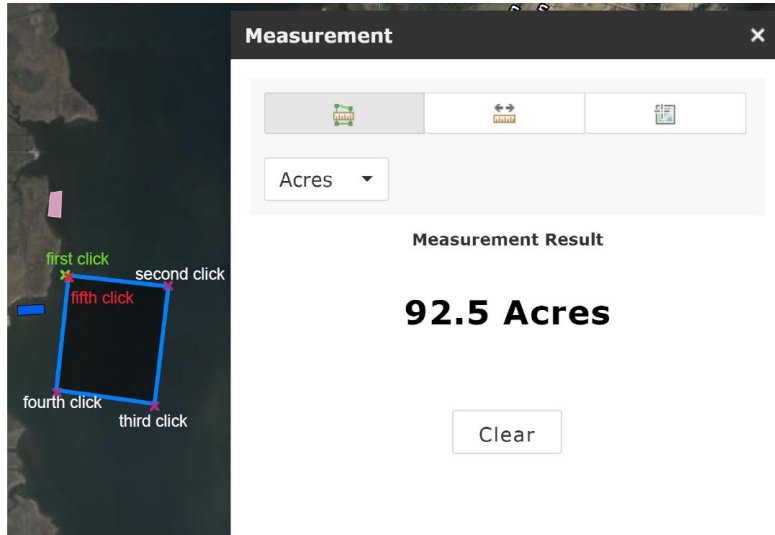 Measurement
Acres
Measurement Result
92.5 Acres
Clear
first click
second click
fifth click
fourth click
third click